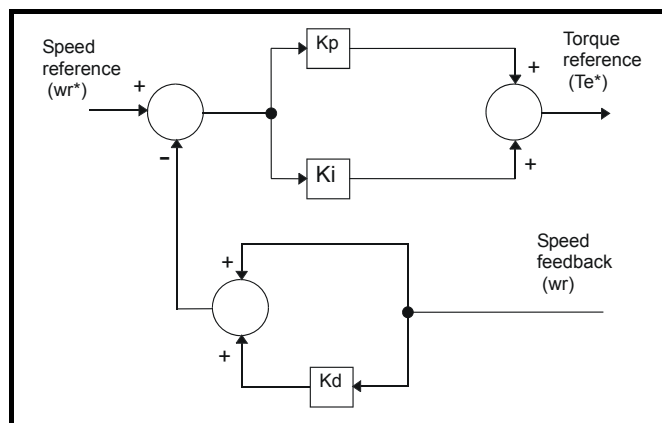 Speed
reference
(wr*)
+
-
Kp
Ki
+
+
Torque
reference
(Te*)
Speed
feedback
(wr)
+
+
Kd